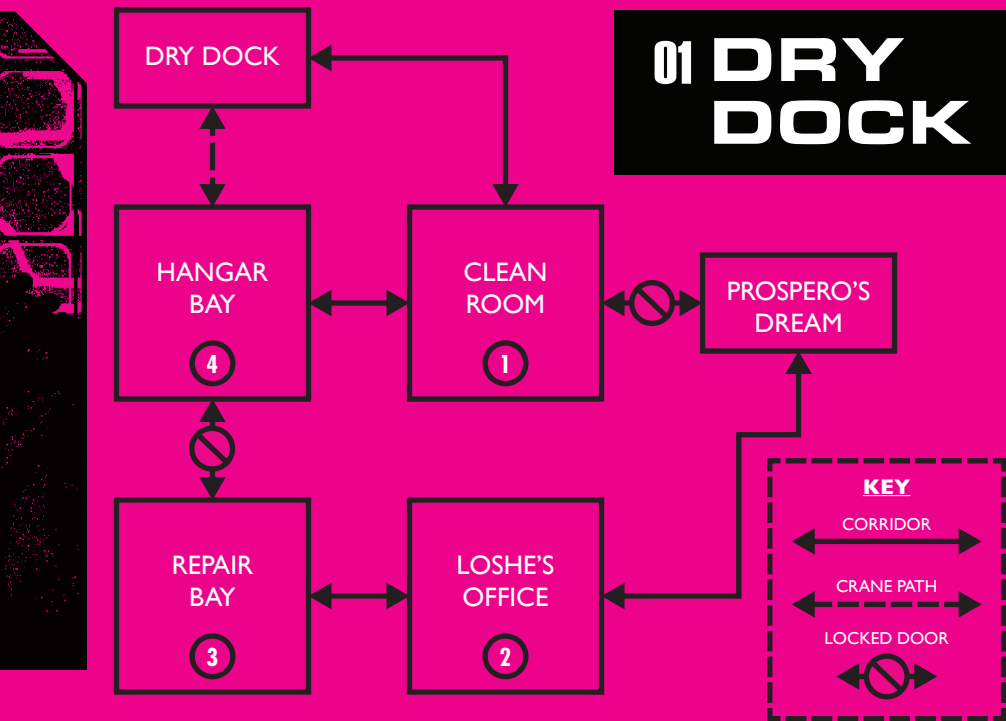 01 DRY
DOCK
DRY DOCK
HANGAR
BAY
4
CLEAN
ROOM
1
PROSPERO'S
DREAM
REPAIR
BAY
3
LOSHE'S
OFFICE
2
KEY
CORRIDOR
CRANE PATH
LOCKED DOOR